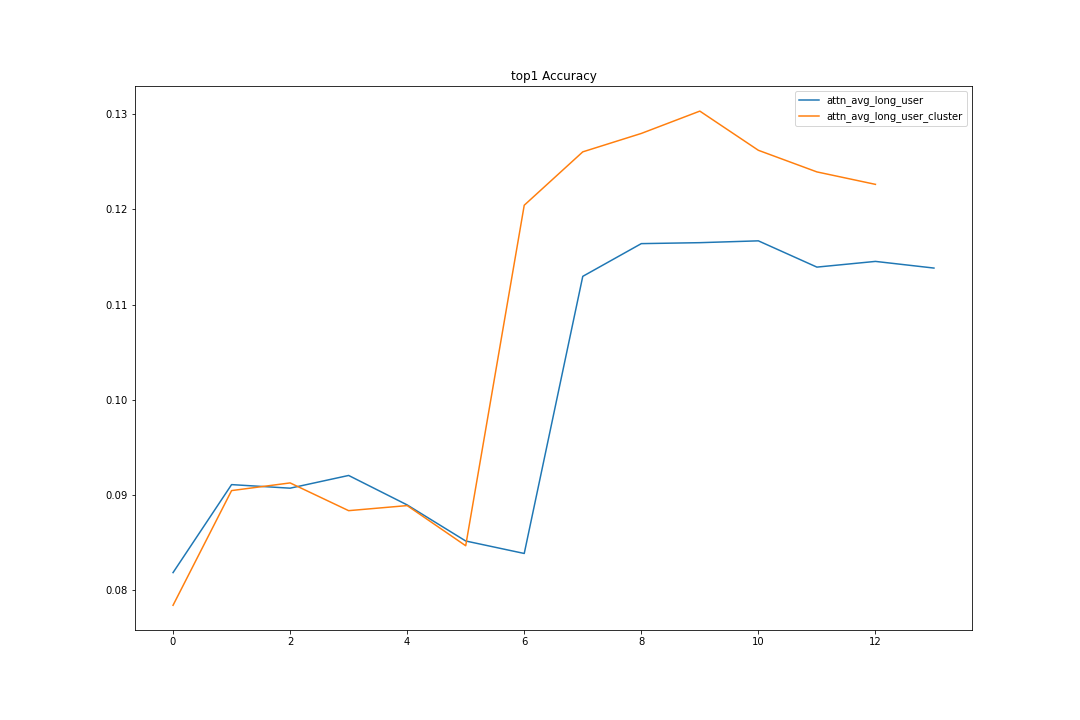 top1 Accuracy
attn_avg_long_user
attn_avg_long_user_cluster
0.13
0.12
0.11
0.10
0.09
0.08
0 2 4 6 8 10 12